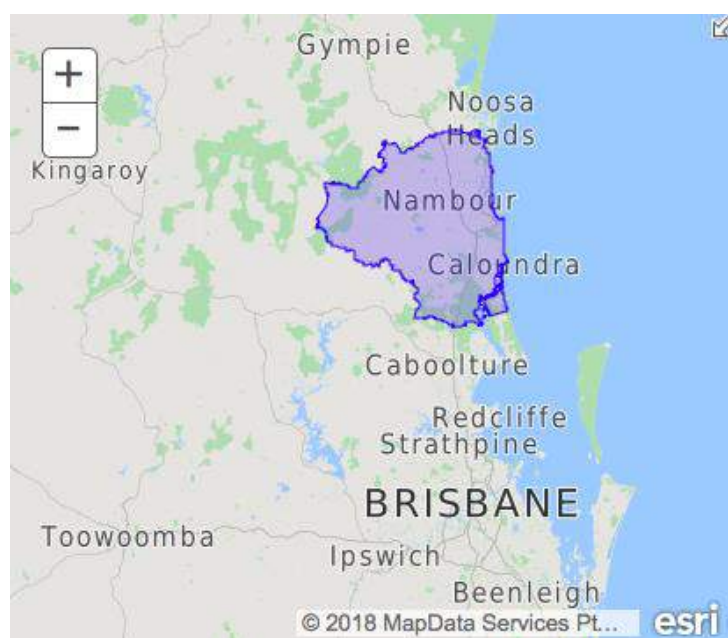 Gympie
+
Noosa
Heads
−
Kingaroy
Nambour
Caloundra
Caboolture
Redcliffe
Strathpine
BRISBANE
Toowoomba
Ipswich
Beenleigh
© 2018 MapData Services Pt...
esri